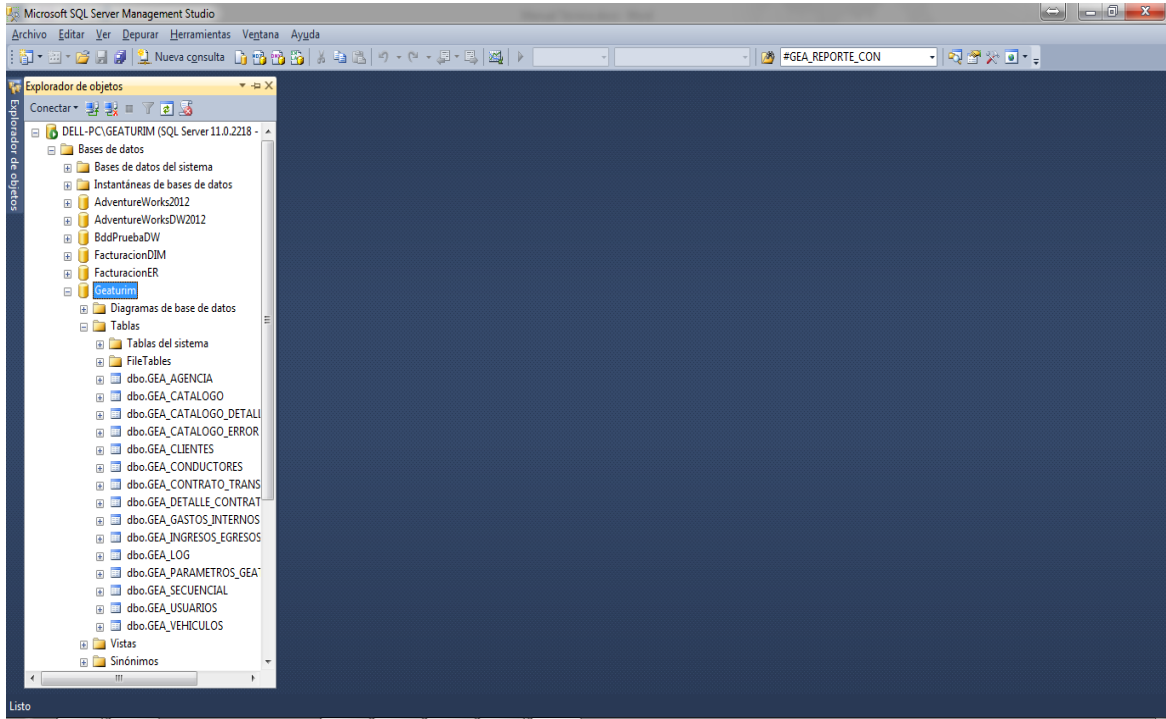 Microsoft SQL Server Management Studio
Archivo Editar Ver Depurar Herramientas Ventana Ayuda
Nueva consulta #GEA_REPORTE_CON
Explorador de objetos
Explorador de objetos
Conectar
DELL-PC\GEATURIM (SQL Server 11.0.2218 -
Bases de datos
Bases de datos del sistema
Instantáneas de bases de datos
AdventureWorks2012
AdventureWorksDW2012
BddPruebaDW
FacturacionDIM
FacturacionER
Geaturim
Diagramas de base de datos
Tablas
Tablas del sistema
FileTables
dbo.GEA_AGENCIA
dbo.GEA_CATALOGO
dbo.GEA_CATALOGO_DETALL
dbo.GEA_CATALOGO_ERROR
dbo.GEA_CLIENTES
dbo.GEA_CONDUCTORES
dbo.GEA_CONTRATO_TRANS
dbo.GEA_DETALLE_CONTRAT
dbo.GEA_GASTOS_INTERNOS
dbo.GEA_INGRESOS_EGRESOS
dbo.GEA_LOG
dbo.GEA_PARAMETROS_GEAT
dbo.GEA_SECUENCIAL
dbo.GEA_USUARIOS
dbo.GEA_VEHICULOS
Vistas
Sinónimos
Listo